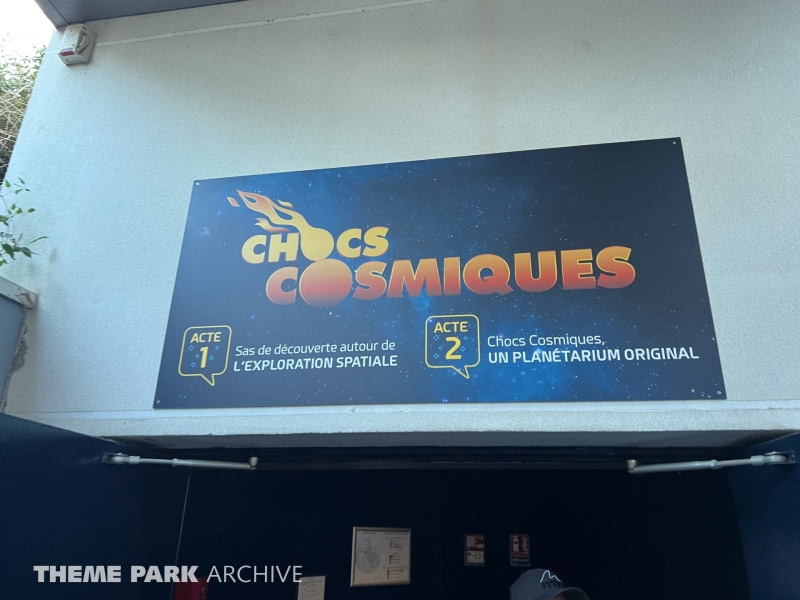 CHOCS
COSMIQUES
ACTE
1
Sas de découverte autour de
L'EXPLORATION SPATIALE
ACTE
2
Chocs Cosmiques,
UN PLANÉTARIUM ORIGINAL
THEME PARK ARCHIVE